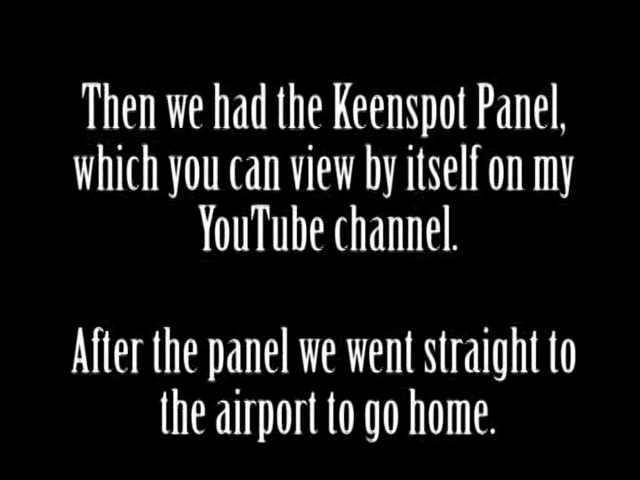 Then we had the Keenspot Panel,
which you can view by itself on my
YouTube channel.
After the panel we went straight to
the airport to go home.